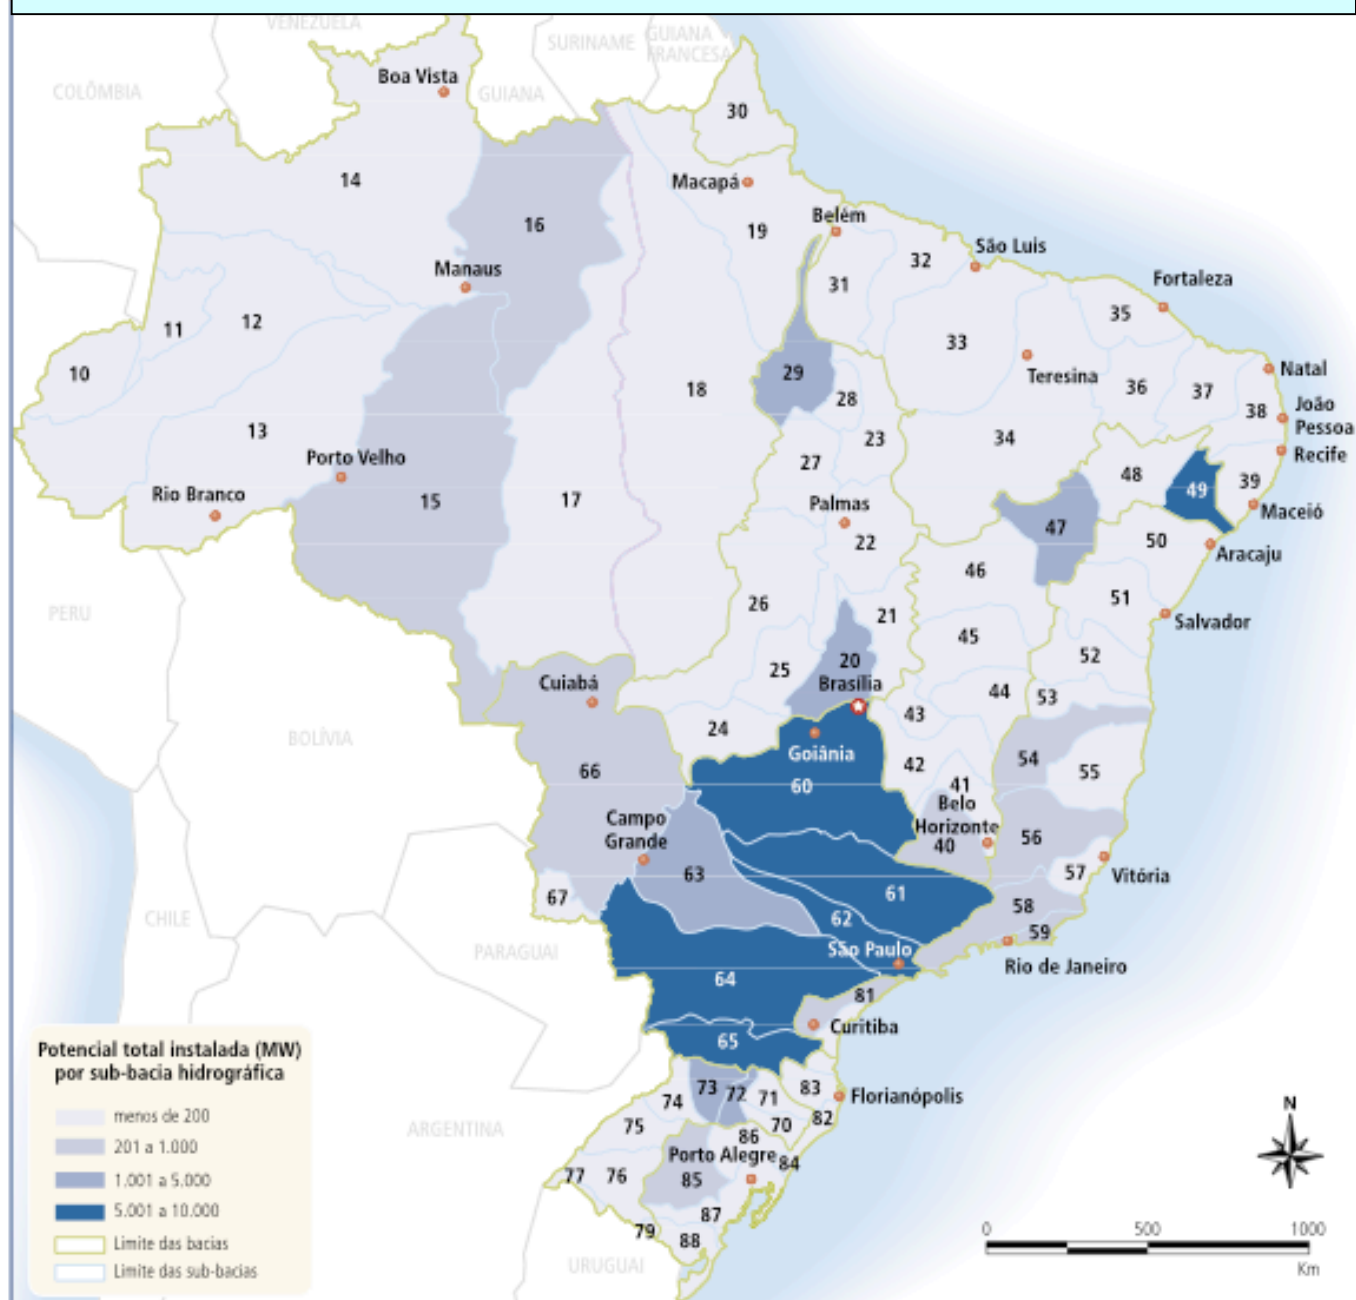 VENEZUELA
SURINAME
GUIANA
FRANCESA
COLÔMBIA
GUIANA
Boa Vista
30
14
Macapá
16
19
Belém
32
São Luis
Manaus
31
Fortaleza
11
12
35
33
10
29
Teresina
Natal
18
28
36
37
38
João
Pessoa
13
23
34
Recife
Porto Velho
27
48
49
39
Rio Branco
15
17
Palmas
Maceió
47
22
50
Aracaju
46
PERU
26
21
51
Salvador
45
20
52
25
Cuiabá
Brasília
44
53
43
24
BOLÍVIA
Goiânia
54
42
55
66
60
41
Belo
Horizonte
Campo
Grande
40
56
63
57
Vitória
67
61
58
CHILE
62
59
São Paulo
PARAGUAI
Rio de Janeiro
64
81
Curitiba
65
73
72
71
83
Florianópolis
74
82
75
70
ARGENTINA
86
Porto Alegre
84
77
76
85
87
79
88
URUGUAI
Potencial total instalada (MW)
por sub-bacia hidrográfica
menos de 200
201 a 1.000
1.001 a 5.000
5.001 a 10.000
Limite das bacias
Limite das sub-bacias
N
0 500 1000
Km